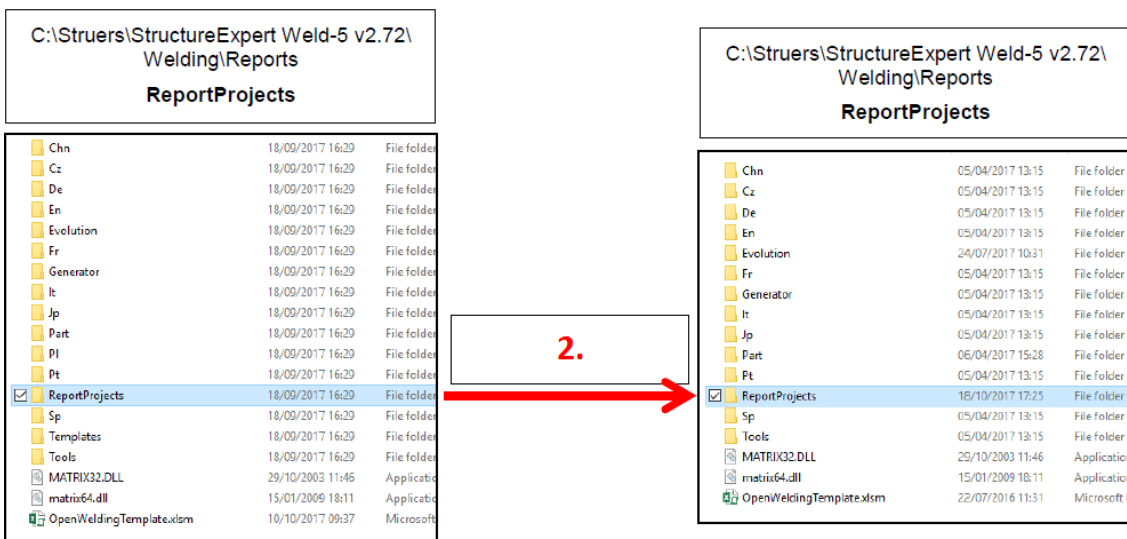 C:\Struers\StructureExpert Weld-5 v2.72\
Welding\Reports
ReportProjects
Chn 18/09/2017 16:29 File folder
Cz 18/09/2017 16:29 File folder
De 18/09/2017 16:29 File folder
En 18/09/2017 16:29 File folder
Evolution 18/09/2017 16:29 File folder
Fr 18/09/2017 16:29 File folder
Generator 18/09/2017 16:29 File folder
It 18/09/2017 16:29 File folder
Jp 18/09/2017 16:29 File folder
Part 18/09/2017 16:29 File folder
Pl 18/09/2017 16:29 File folder
Pt 18/09/2017 16:29 File folder
ReportProjects 18/09/2017 16:29 File folder
Sp 18/09/2017 16:29 File folder
Templates 18/09/2017 16:29 File folder
Tools 18/09/2017 16:29 File folder
MATRIX32.DLL 29/10/2003 11:46 Applicatio
matrix64.dll 15/01/2009 18:11 Applicatio
OpenWeldingTemplate.xlsm 10/10/2017 09:37 Microsoft
2.
C:\Struers\StructureExpert Weld-5 v2.72\
Welding\Reports
ReportProjects
Chn 05/04/2017 13:15 File folder
Cz 05/04/2017 13:15 File folder
De 05/04/2017 13:15 File folder
En 05/04/2017 13:15 File folder
Evolution 24/07/2017 10:31 File folder
Fr 05/04/2017 13:15 File folder
Generator 05/04/2017 13:15 File folder
It 05/04/2017 13:15 File folder
Jp 05/04/2017 13:15 File folder
Part 06/04/2017 15:28 File folder
Pt 05/04/2017 13:15 File folder
ReportProjects 18/10/2017 17:25 File folder
Sp 05/04/2017 13:15 File folder
Tools 05/04/2017 13:15 File folder
MATRIX32.DLL 29/10/2003 11:46 Application
matrix64.dll 15/01/2009 18:11 Application
OpenWeldingTemplate.xlsm 22/07/2016 11:31 Microsoft